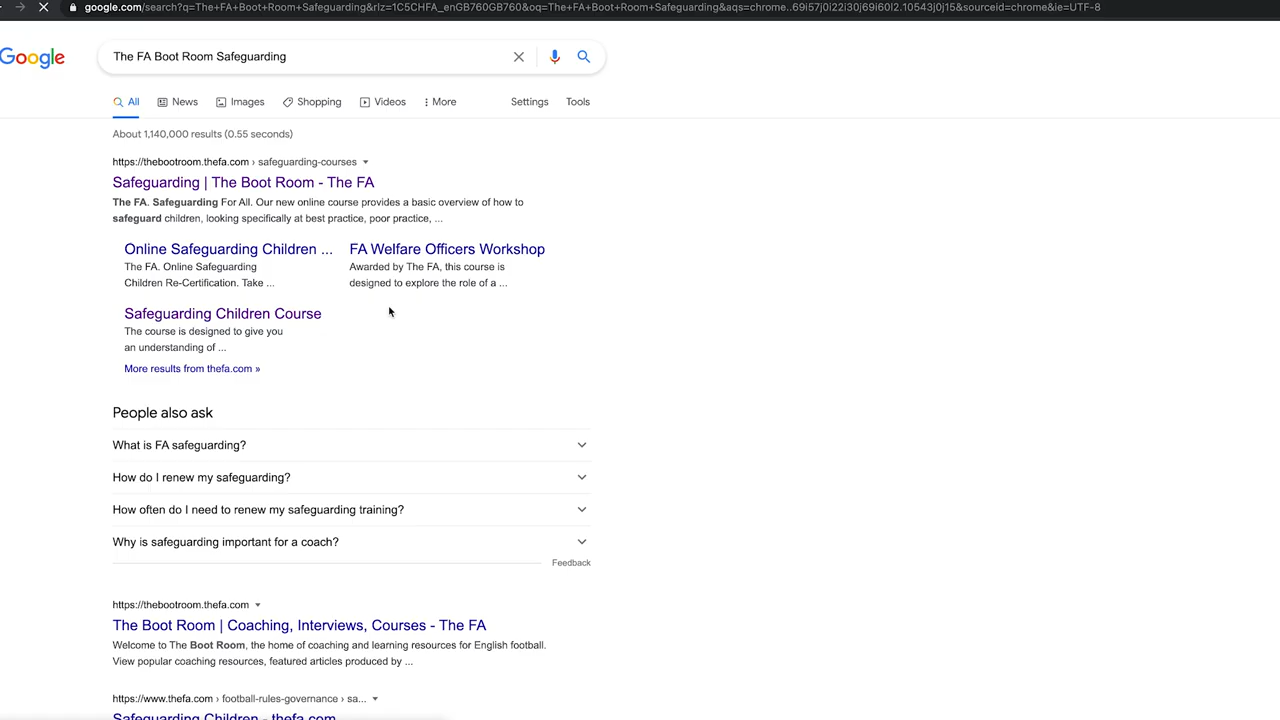 google.com/search?q=The+FA+Boot+Room+Safeguarding&rlz=1C5CHFA_enGB760GB760&oq=The+FA+Boot+Room+Safeguarding&aqs=chrome..69i57j0i22i30j69i60l2.10543j0j15&sourceid=chrome&ie=UTF-8
Google
The FA Boot Room Safeguarding
All News Images Shopping Videos More Settings Tools
About 1,140,000 results (0.55 seconds)
https://thebootroom.thefa.com › safeguarding-courses
Safeguarding | The Boot Room - The FA
The FA. Safeguarding For All. Our new online course provides a basic overview of how to
safeguard children, looking specifically at best practice, poor practice, ...
Online Safeguarding Children ...
The FA. Online Safeguarding
Children Re-Certification. Take ...
FA Welfare Officers Workshop
Awarded by The FA, this course is
designed to explore the role of a ...
Safeguarding Children Course
The course is designed to give you
an understanding of ...
More results from thefa.com »
People also ask
What is FA safeguarding?
How do I renew my safeguarding?
How often do I need to renew my safeguarding training?
Why is safeguarding important for a coach?
Feedback
https://thebootroom.thefa.com
The Boot Room | Coaching, Interviews, Courses - The FA
Welcome to The Boot Room, the home of coaching and learning resources for English football.
View popular coaching resources, featured articles produced by ...
https://www.thefa.com › football-rules-governance › sa...
Safeguarding Children - thefa.com